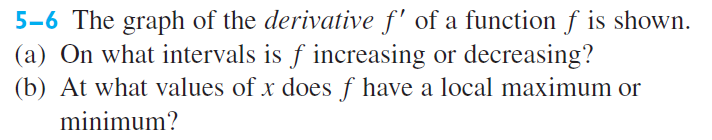 5–6 The graph of the derivative f′ of a function f is shown.
(a) On what intervals is f increasing or decreasing?
(b) At what values of x does f have a local maximum or
minimum?